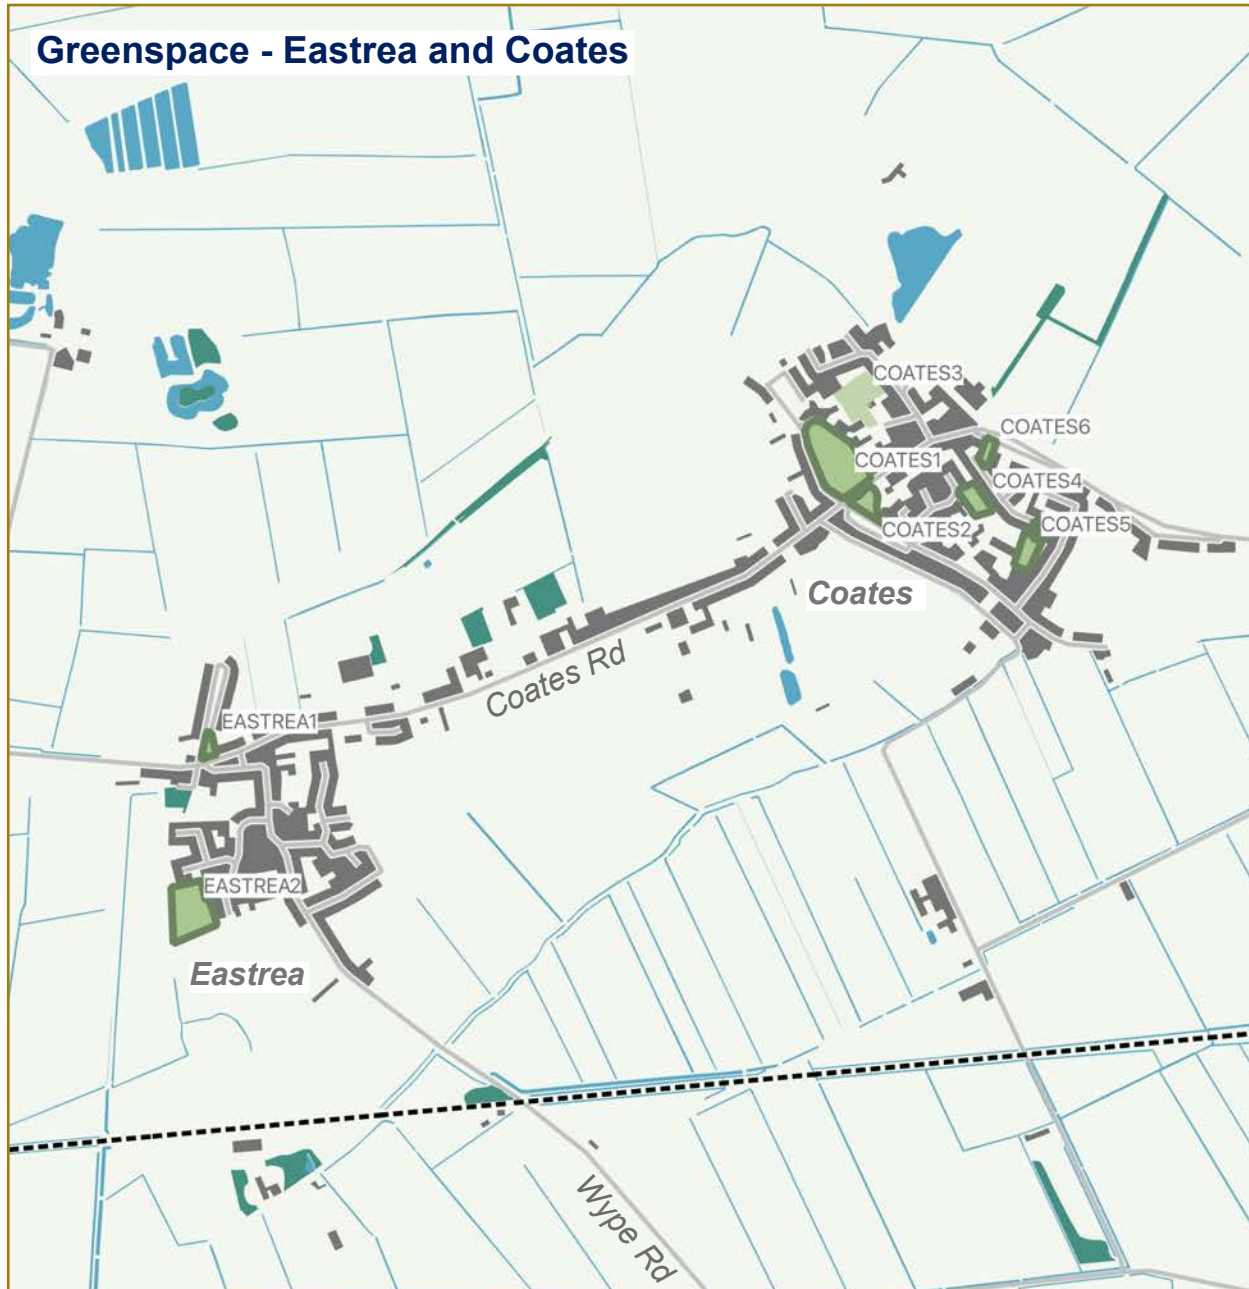 Greenspace - Eastrea and Coates
COATES3
COATES6
COATES1
COATES4
COATES2
COATES5
Coates
Coates Rd
EASTREA1
EASTREA2
Eastrea
Wype Rd